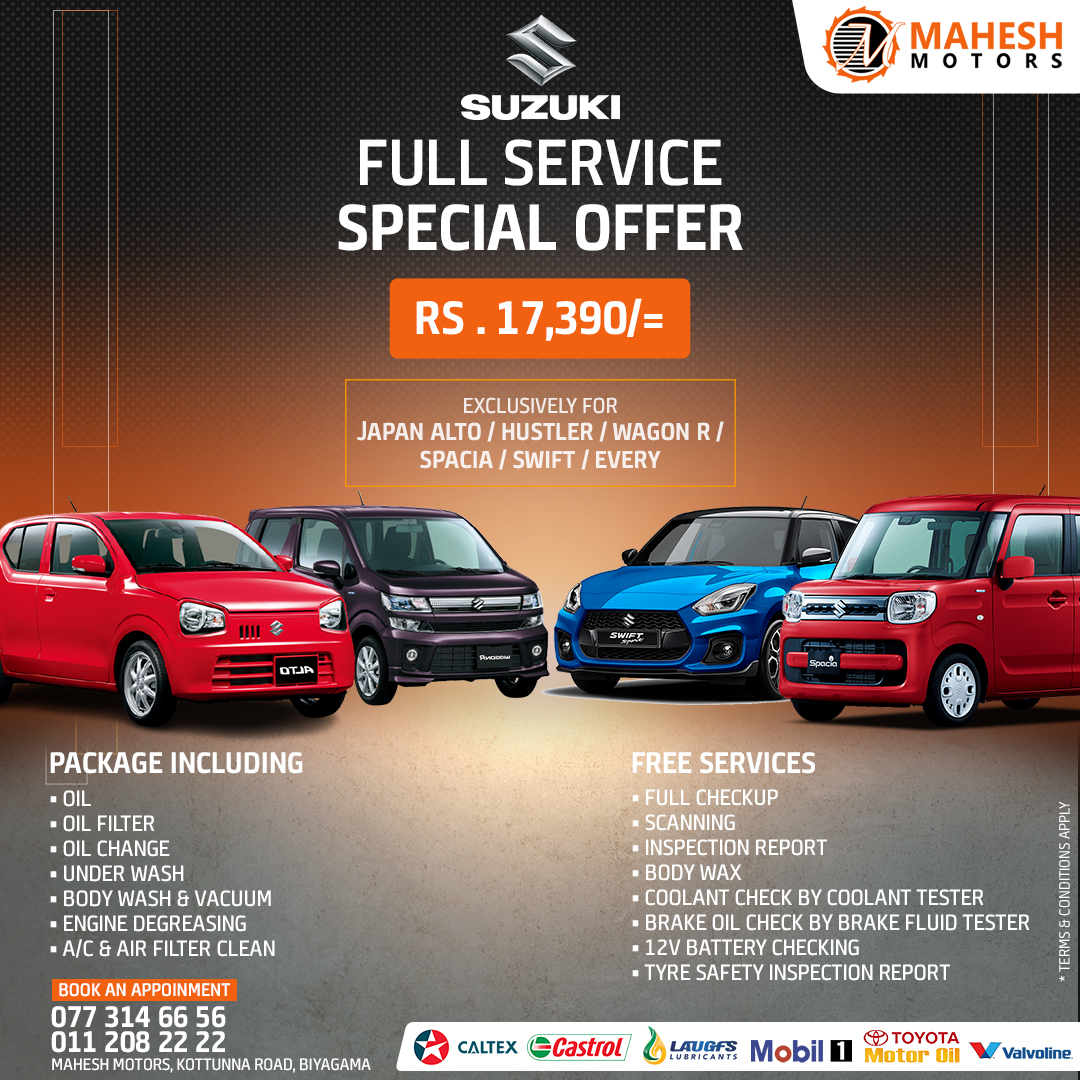 MAHESH
MOTORS
SUZUKI
FULL SERVICE
SPECIAL OFFER
RS . 17,390/=
EXCLUSIVELY FOR
JAPAN ALTO / HUSTLER / WAGON R /
SPACIA / SWIFT / EVERY
ALTO
WAGONR
SWIFT
Sport
Spacia
PACKAGE INCLUDING
▪ OIL
▪ OIL FILTER
▪ OIL CHANGE
▪ UNDER WASH
▪ BODY WASH & VACUUM
▪ ENGINE DEGREASING
▪ A/C & AIR FILTER CLEAN
FREE SERVICES
▪ FULL CHECKUP
▪ SCANNING
▪ INSPECTION REPORT
▪ BODY WAX
▪ COOLANT CHECK BY COOLANT TESTER
▪ BRAKE OIL CHECK BY BRAKE FLUID TESTER
▪ 12V BATTERY CHECKING
▪ TYRE SAFETY INSPECTION REPORT
* TERMS & CONDITIONS APPLY
BOOK AN APPOINMENT
077 314 66 56
011 208 22 22
MAHESH MOTORS, KOTTUNNA ROAD, BIYAGAMA
CALTEX
Castrol
LAUGFS
LUBRICANTS
Mobil 1
TOYOTA
Motor Oil
Valvoline